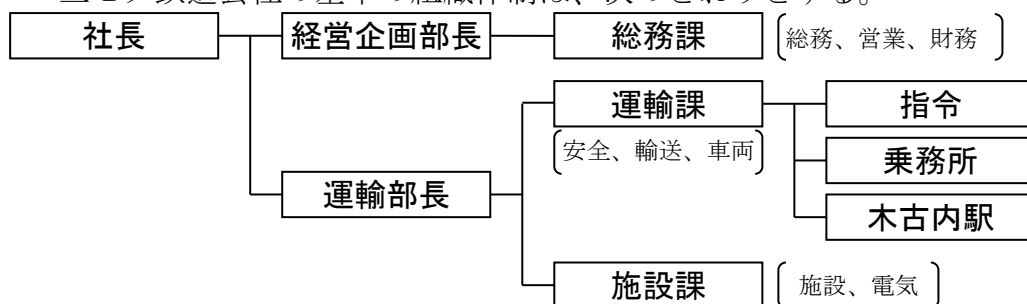 社長
経営企画部長
総務課
総務、営業、財務
運輸課
指令
安全、輸送、車両
乗務所
運輸部長
木古内駅
施設課
施設、電気